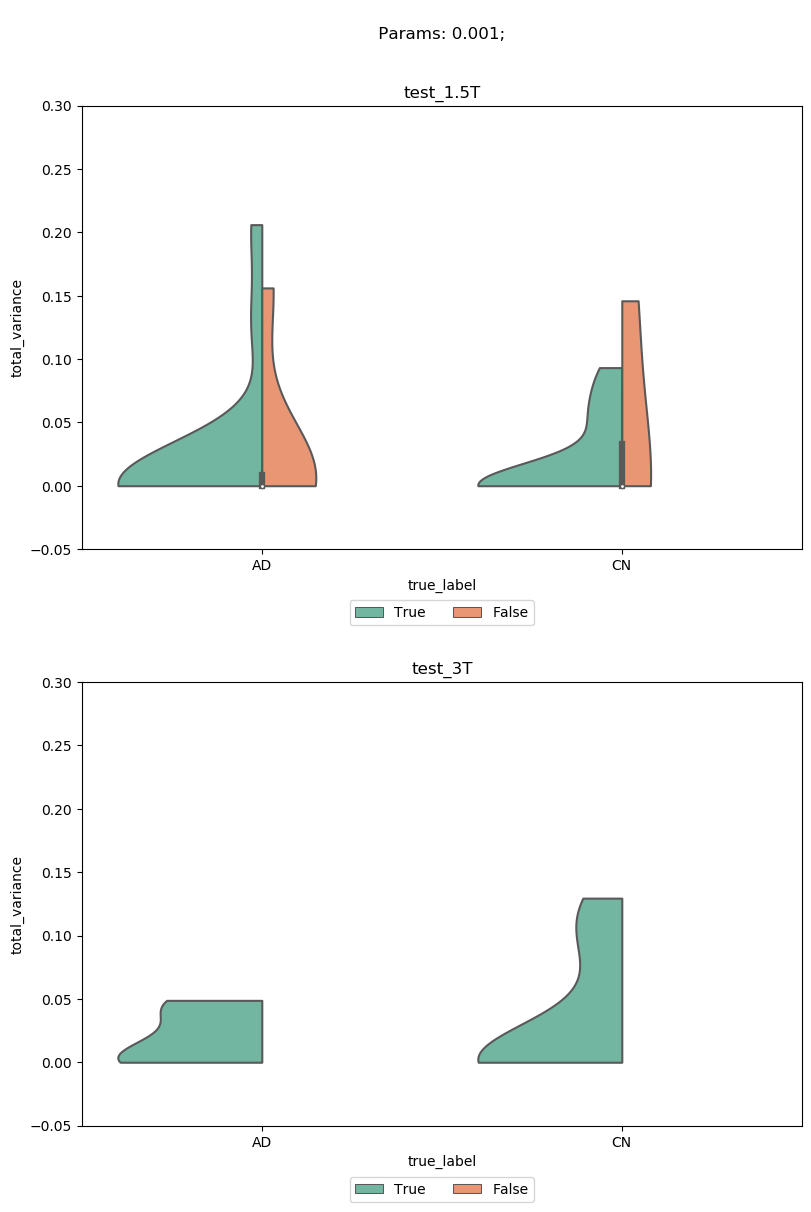 Params: 0.001;
test_1.5T
0.30
0.25
0.20
0.15
0.10
0.05
0.00
−0.05
total_variance
AD CN
true_label
True False
test_3T
0.30
0.25
0.20
0.15
0.10
0.05
0.00
−0.05
total_variance
AD CN
true_label
True False